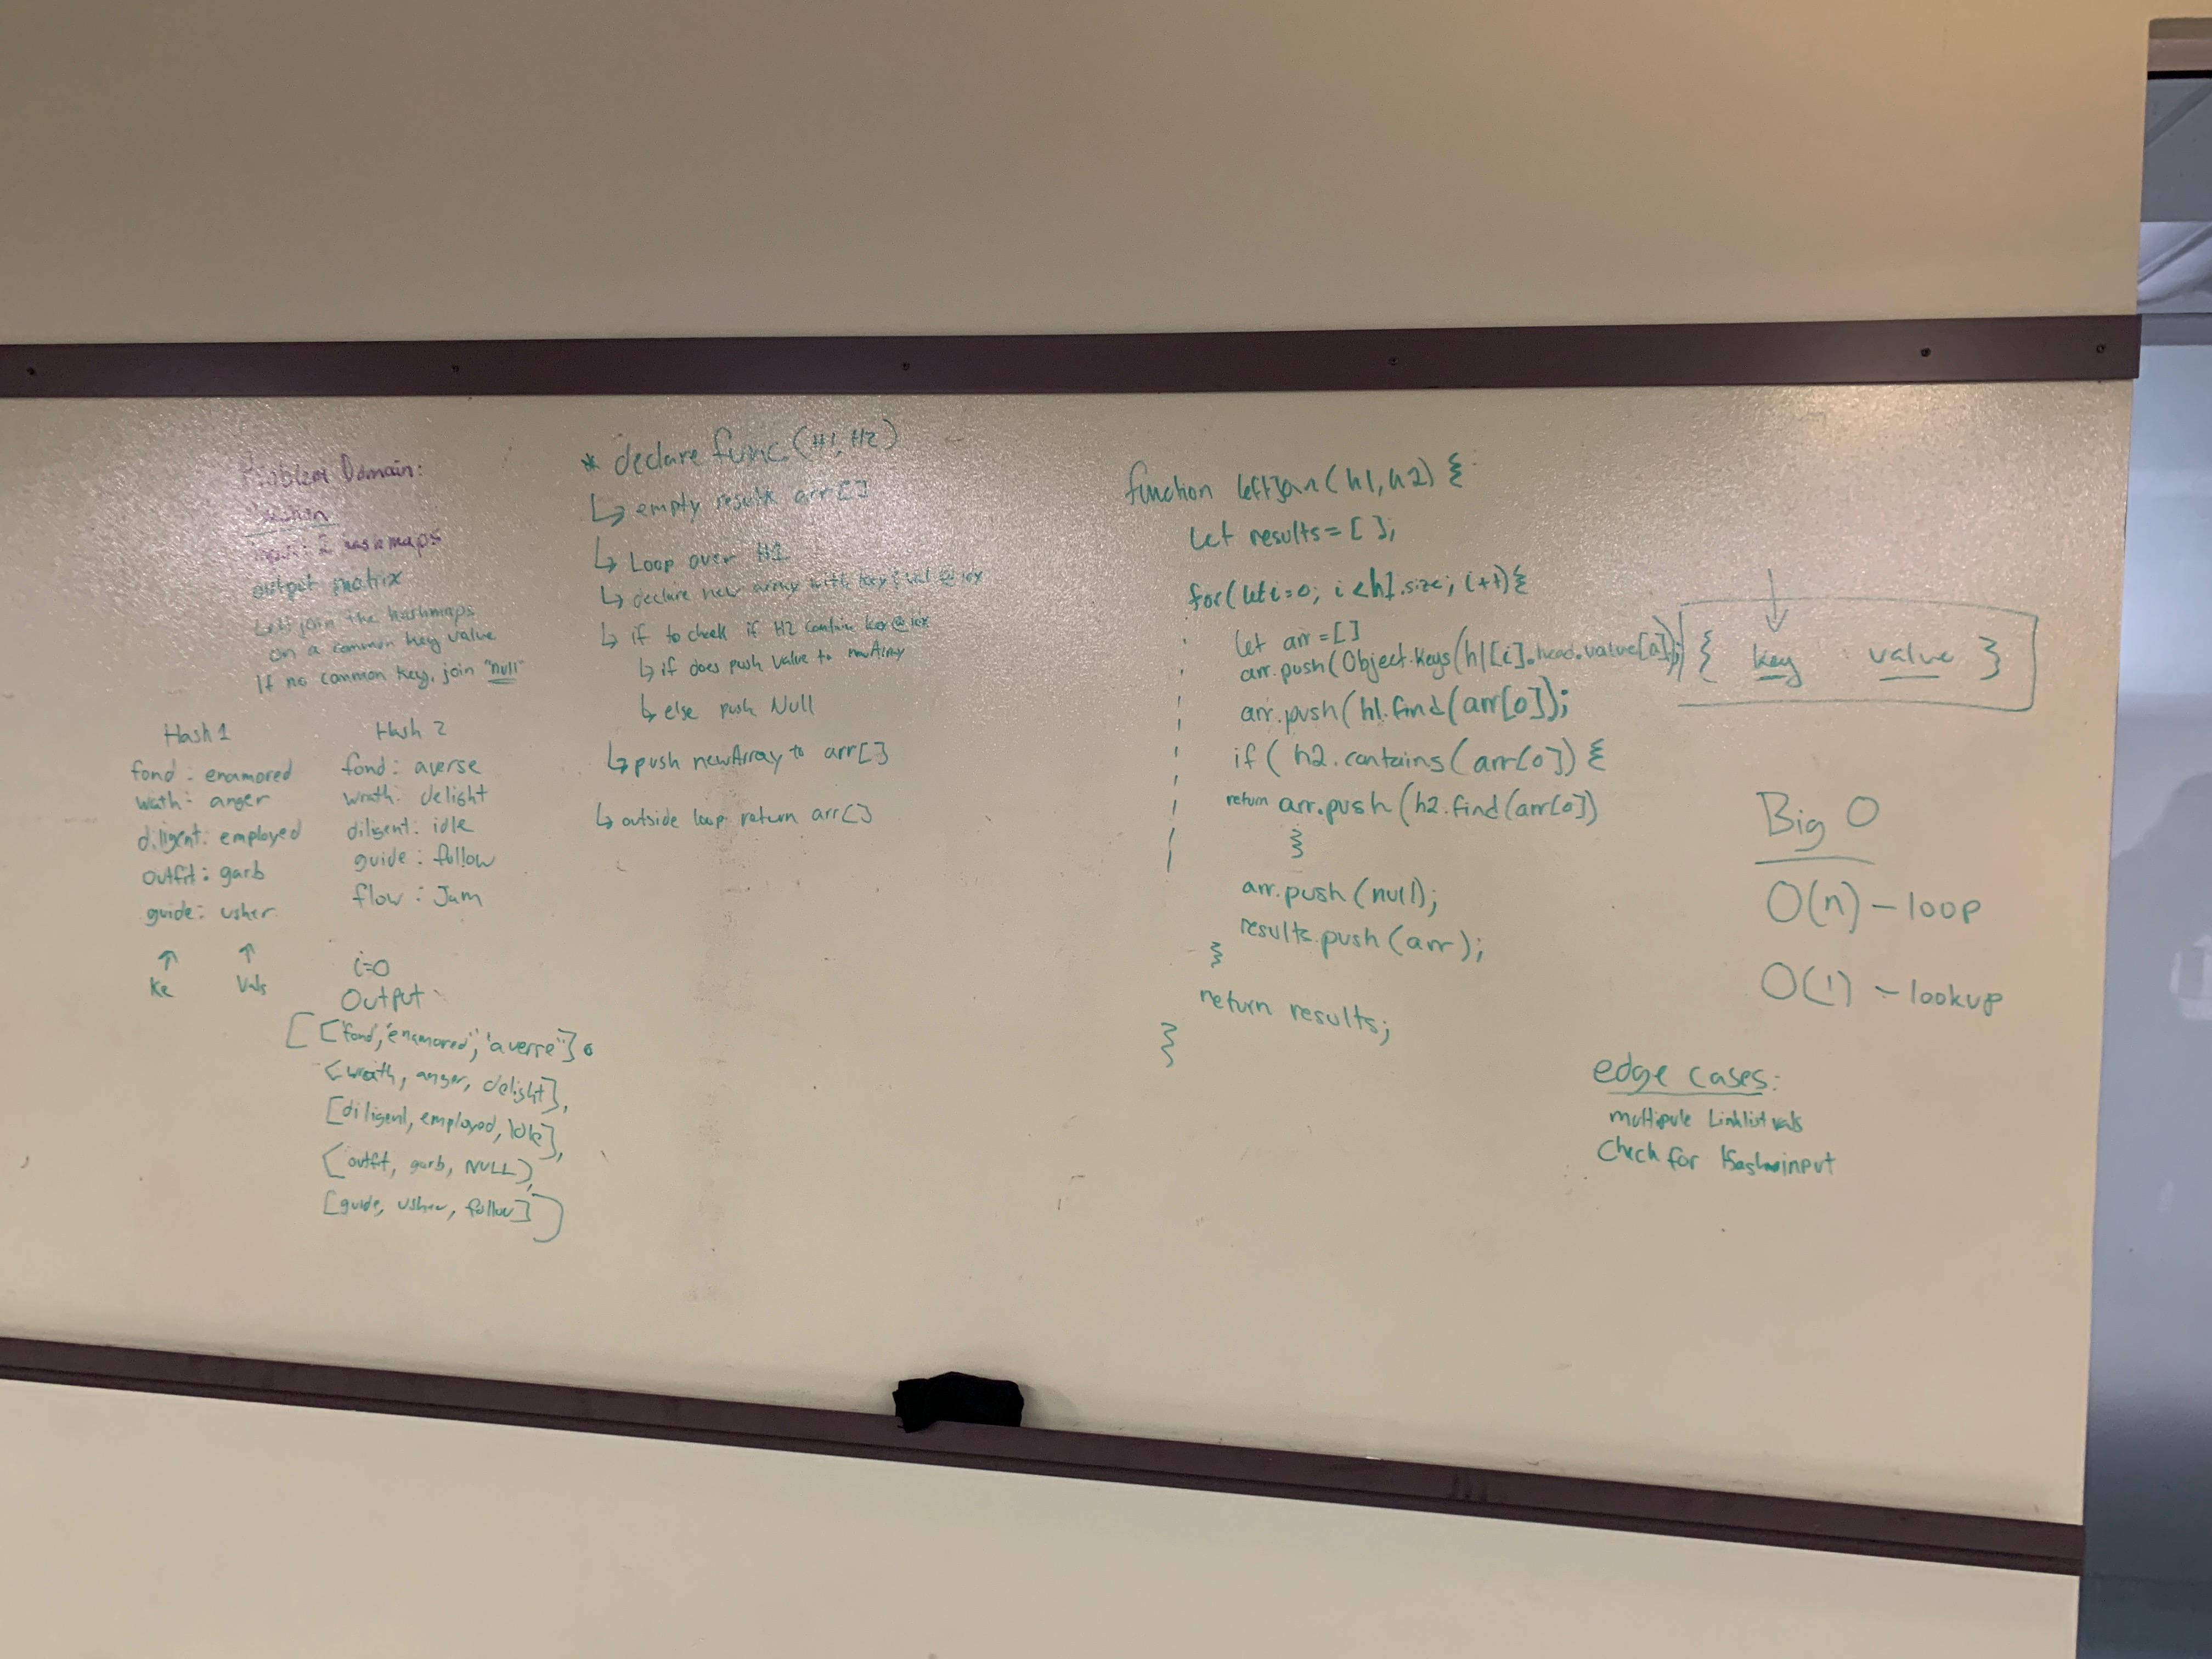 Problem Domain:
input: 2 hashmaps
output matrix
Left join the hashmaps
on a common key value
If no common key, join "null"
Hash 1
fond : enamored
wath: anger
diligent: employed
outfit: garb
guide: usher
↑ ↑
Ke Vals
Hash 2
fond: averse
wrath: delight
diligent: idle
guide: follow
flow : Jam
i=0
Output
[['fond', 'enamored', 'averse'],
[wrath, anger, delight],
[diligent, employed, Idle],
[outfit, garb, NULL],
[guide, usher, follow]]
* declare func(H1, H2)
↳ empty results arr[]
↳ Loop over H1
↳ declare new array with key & val @ idx
↳ if to check if H2 contain key @ idx
↳ if does push value to newArray
↳ else push Null
↳ push newArray to arr[]
↳ outside loop return arr[]
function leftJoin(h1, h2) {
let results = [];
for(let i=0; i<h1.size; i++){
let arr = []
arr.push(Object.keys(h1[i].head.value[0]);
arr.push(h1.find(arr[0]);
if (h2.contains(arr[0]) {
return arr.push(h2.find(arr[0])
}
arr.push(null);
results.push(arr);
}
return results;
}
{ key : value }
Big O
O(n) - loop
O(1) - lookup
edge cases:
multipule Linklist vals
Check for input